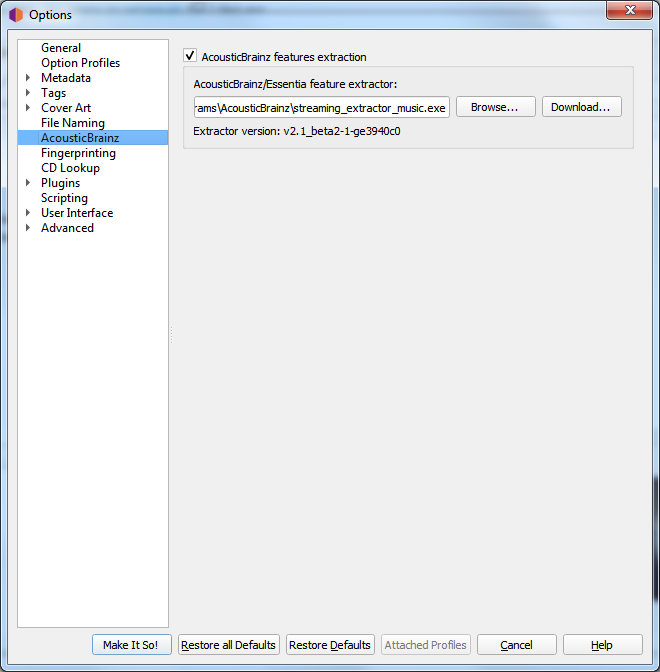 Options
General
Option Profiles
Metadata
Tags
Cover Art
File Naming
AcousticBrainz
Fingerprinting
CD Lookup
Plugins
Scripting
User Interface
Advanced
AcousticBrainz features extraction
AcousticBrainz/Essentia feature extractor:
rams\AcousticBrainz\streaming_extractor_music.exe Browse... Download...
Extractor version: v2.1_beta2-1-ge3940c0
Make It So! Restore all Defaults Restore Defaults Attached Profiles Cancel Help